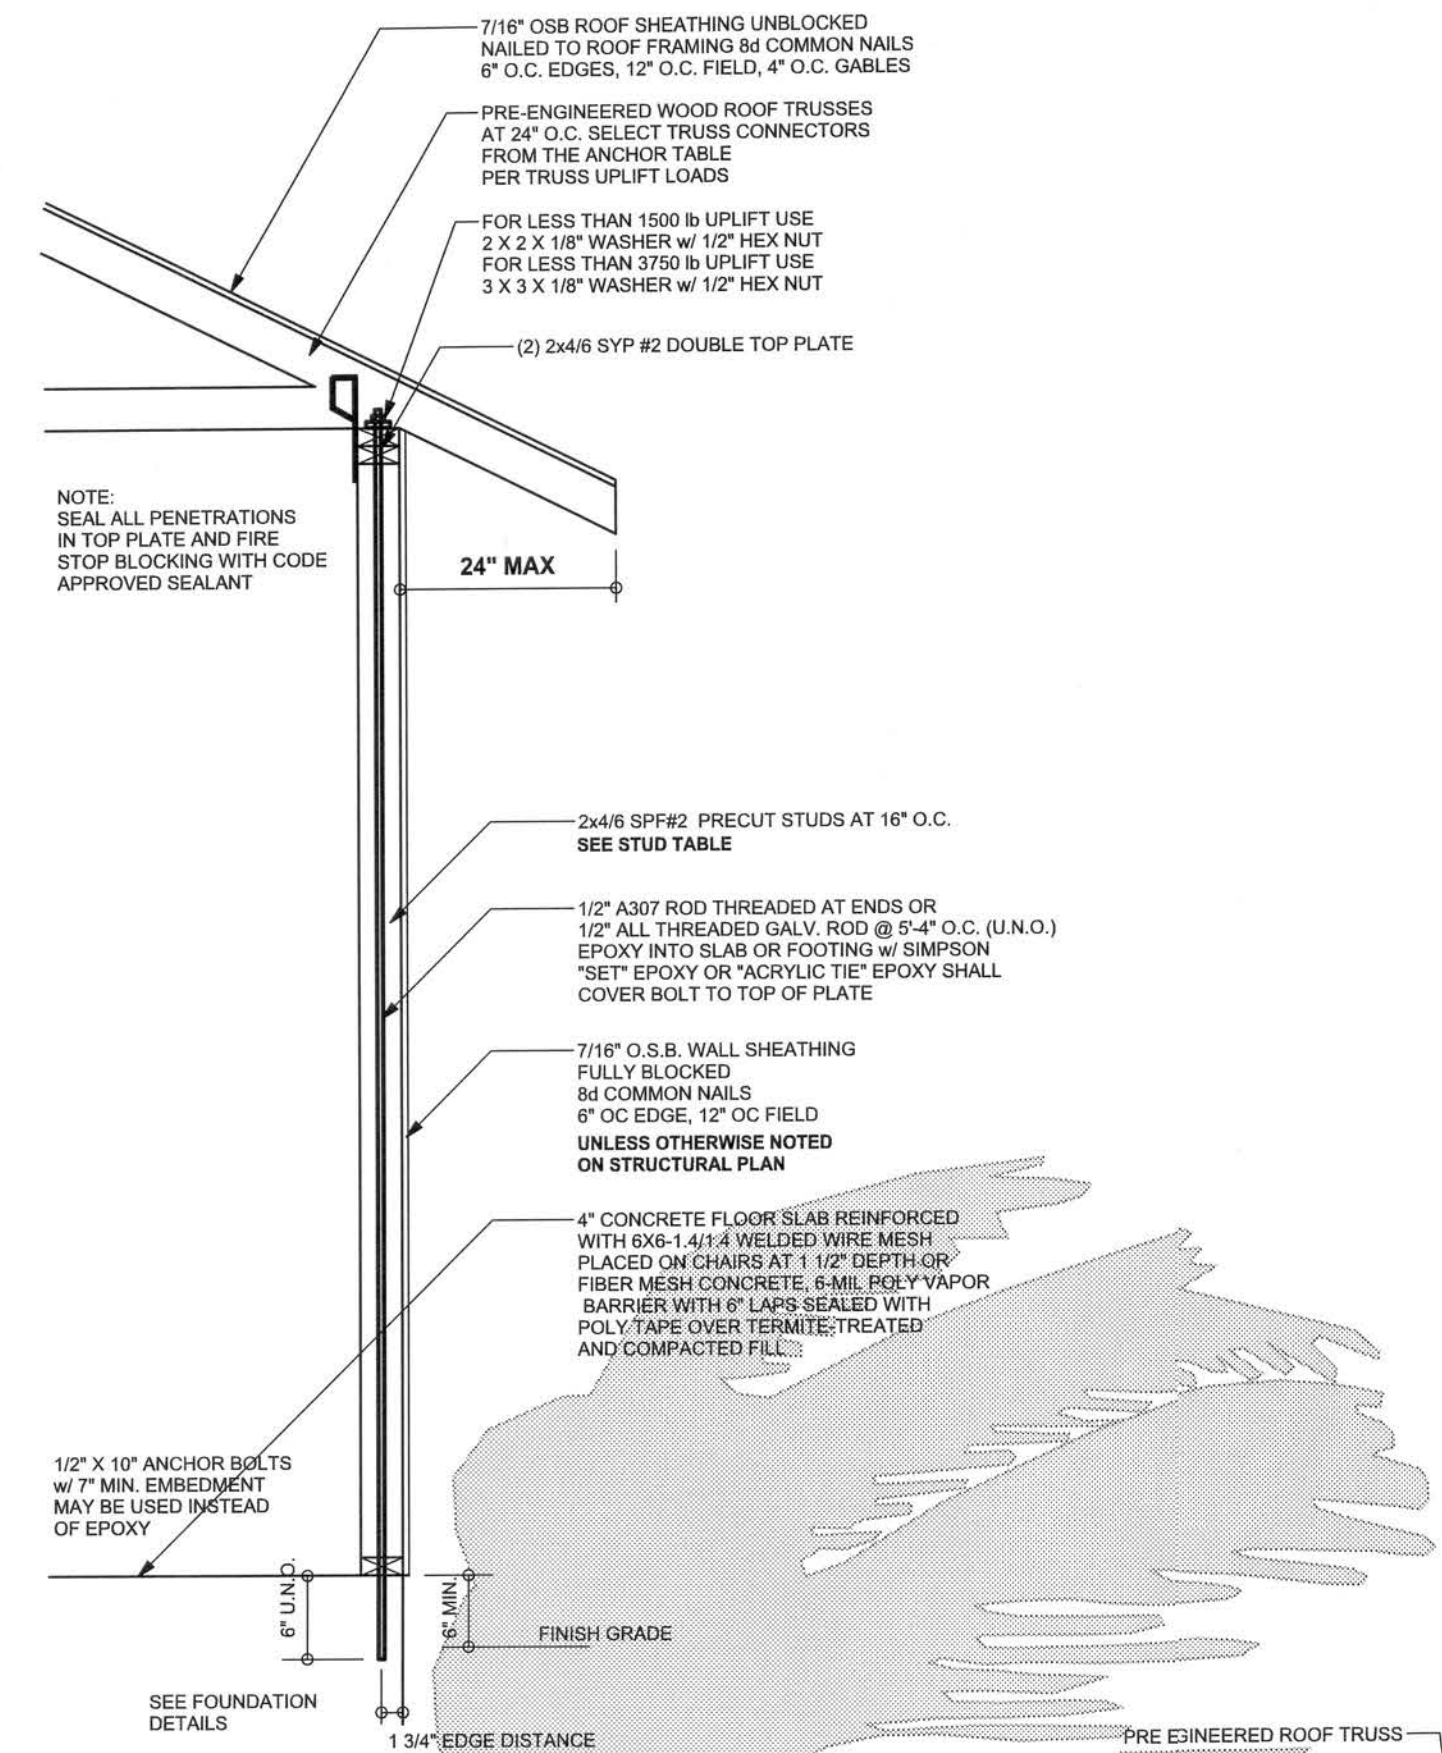 7/16" OSB ROOF SHEATHING UNBLOCKED
NAILED TO ROOF FRAMING 8d COMMON NAILS
6" O.C. EDGES, 12" O.C. FIELD, 4" O.C. GABLES
PRE-ENGINEERED WOOD ROOF TRUSSES
AT 24" O.C. SELECT TRUSS CONNECTORS
FROM THE ANCHOR TABLE
PER TRUSS UPLIFT LOADS
FOR LESS THAN 1500 lb UPLIFT USE
2 X 2 X 1/8" WASHER w/ 1/2" HEX NUT
FOR LESS THAN 3750 lb UPLIFT USE
3 X 3 X 1/8" WASHER w/ 1/2" HEX NUT
(2) 2x4/6 SYP #2 DOUBLE TOP PLATE
NOTE:
SEAL ALL PENETRATIONS
IN TOP PLATE AND FIRE
STOP BLOCKING WITH CODE
APPROVED SEALANT
24" MAX
2x4/6 SPF#2 PRECUT STUDS AT 16" O.C.
SEE STUD TABLE
1/2" A307 ROD THREADED AT ENDS OR
1/2" ALL THREADED GALV. ROD @ 5'-4" O.C. (U.N.O.)
EPOXY INTO SLAB OR FOOTING w/ SIMPSON
"SET" EPOXY OR "ACRYLIC TIE" EPOXY SHALL
COVER BOLT TO TOP OF PLATE
7/16" O.S.B. WALL SHEATHING
FULLY BLOCKED
8d COMMON NAILS
6" OC EDGE, 12" OC FIELD
UNLESS OTHERWISE NOTED
ON STRUCTURAL PLAN
4" CONCRETE FLOOR SLAB REINFORCED
WITH 6X6-1.4/1.4 WELDED WIRE MESH
PLACED ON CHAIRS AT 1 1/2" DEPTH OR
FIBER MESH CONCRETE, 6-MIL POLY VAPOR
BARRIER WITH 6" LAPS SEALED WITH
POLY TAPE OVER TERMITE-TREATED
AND COMPACTED FILL
1/2" X 10" ANCHOR BOLTS
w/ 7" MIN. EMBEDMENT
MAY BE USED INSTEAD
OF EPOXY
6" U.N.O.
6" MIN.
FINISH GRADE
SEE FOUNDATION
DETAILS
1 3/4" EDGE DISTANCE
PRE EGINEERED ROOF TRUSS